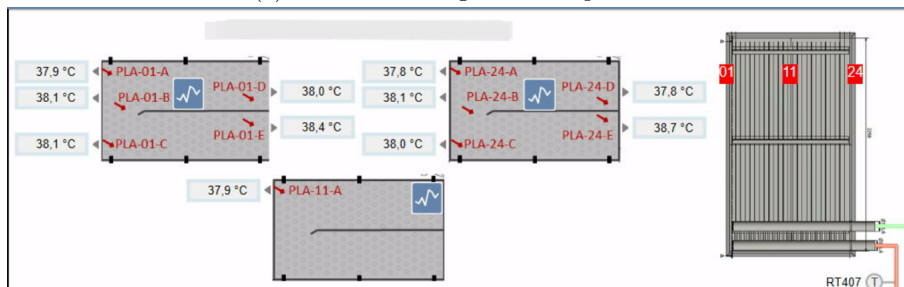 37,9 °C
PLA-01-A
38,1 °C
PLA-01-B
PLA-01-D
38,0 °C
PLA-01-E
38,4 °C
38,1 °C
PLA-01-C
37,8 °C
PLA-24-A
38,1 °C
PLA-24-B
PLA-24-D
37,8 °C
PLA-24-E
38,7 °C
38,0 °C
PLA-24-C
37,9 °C
PLA-11-A
01
11
24
RT407
T